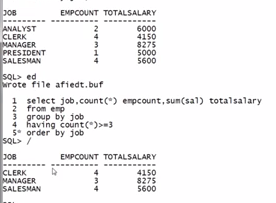 JOB EMPCOUNT TOTALSALARY
--------- ---------- -----------
ANALYST 2 6000
CLERK 4 4150
MANAGER 3 8275
PRESIDENT 1 5000
SALESMAN 4 5600
SQL> ed
Wrote file afiedt.buf
1 select job,count(*) empcount,sum(sal) totalsalary
2 from emp
3 group by job
4 having count(*)>=3
5* order by job
SQL> /
JOB EMPCOUNT TOTALSALARY
--------- ---------- -----------
CLERK 4 4150
MANAGER 3 8275
SALESMAN 4 5600